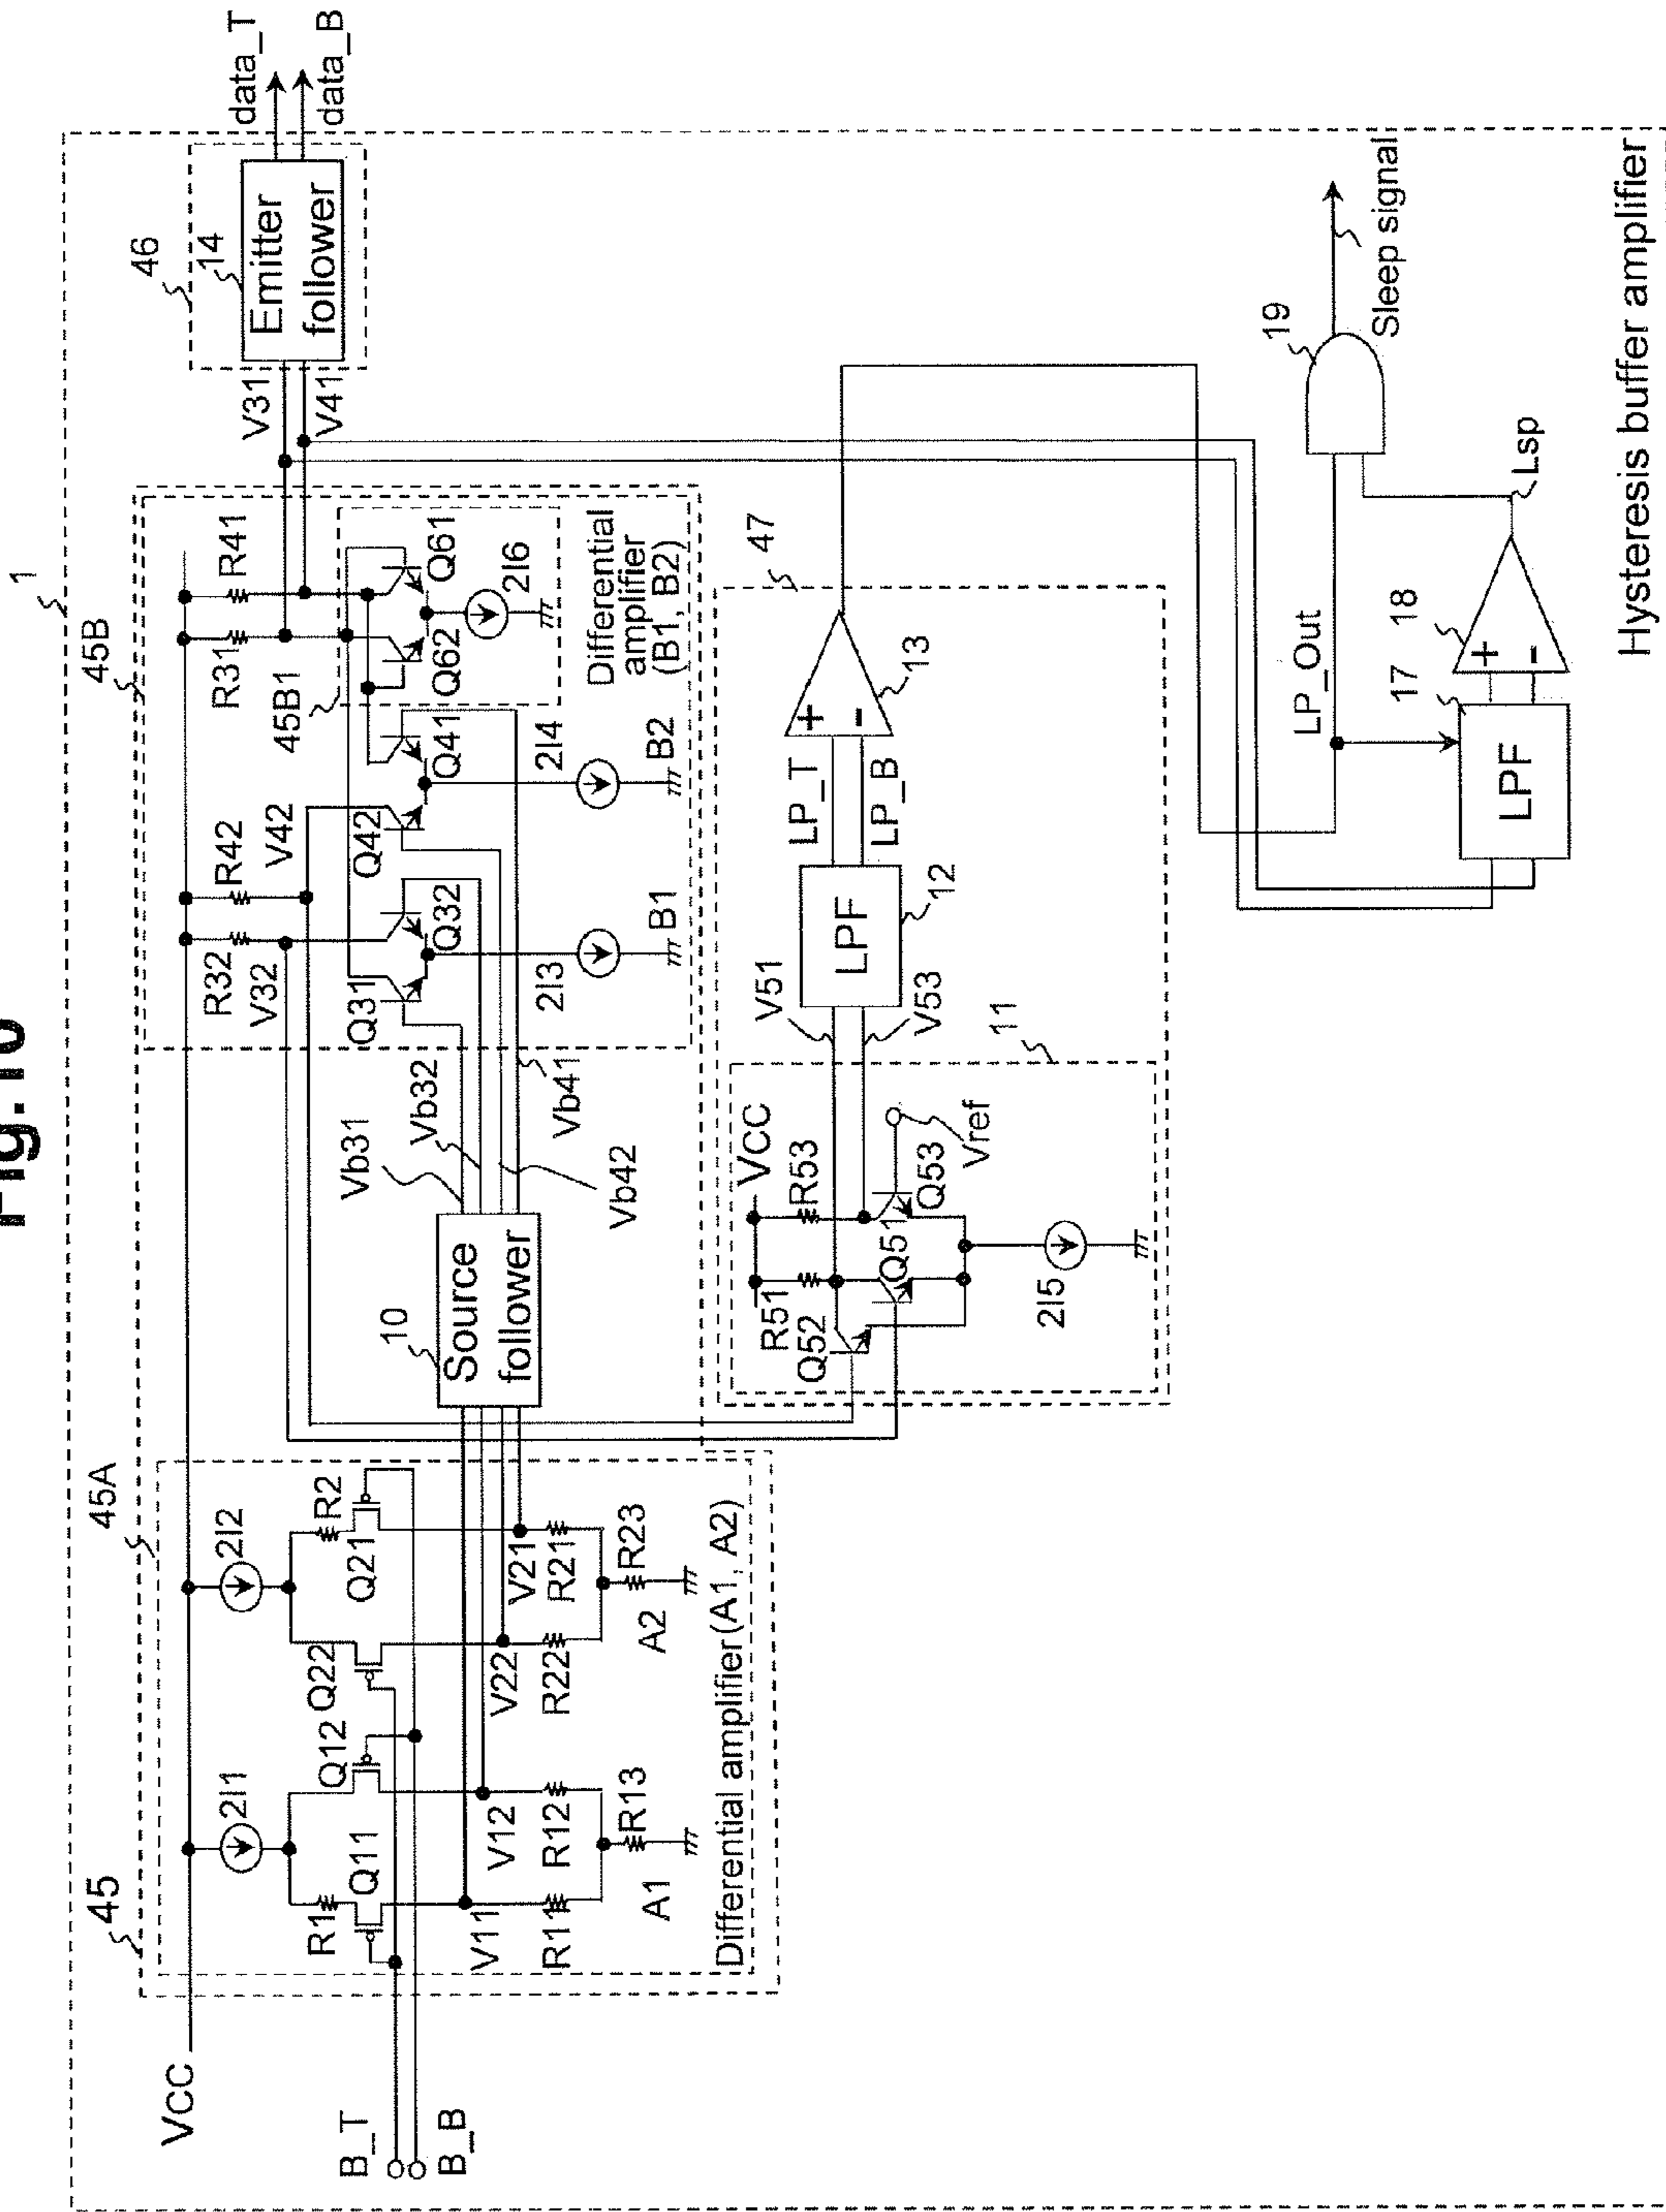 Fig.10
1
45
45A
45B
46
14
VCC
2I1
2I2
R1
Q11
Q12
Q22
Q21
R2
B_T
B_B
V11
V12
V22
V21
R11
R12
R22
R21
R13
R23
A1
A2
Differential amplifier(A1, A2)
10
Source
follower
Vb31
Vb32
Vb42
Vb41
R32
R42
R31
R41
V32
V42
45B1
Q31
Q32
Q42
Q41
Q62
Q61
2I3
2I4
2I6
B1
B2
Differential
amplifier
(B1, B2)
V31
V41
Emitter
follower
data_T
data_B
47
VCC
R51
R53
Q52
Q51
Q53
Vref
2I5
11
V51
V53
LPF
12
LP_T
LP_B
+
-
13
LP_Out
17
LPF
18
+
-
Lsp
19
Sleep signal
Hysteresis buffer amplifier